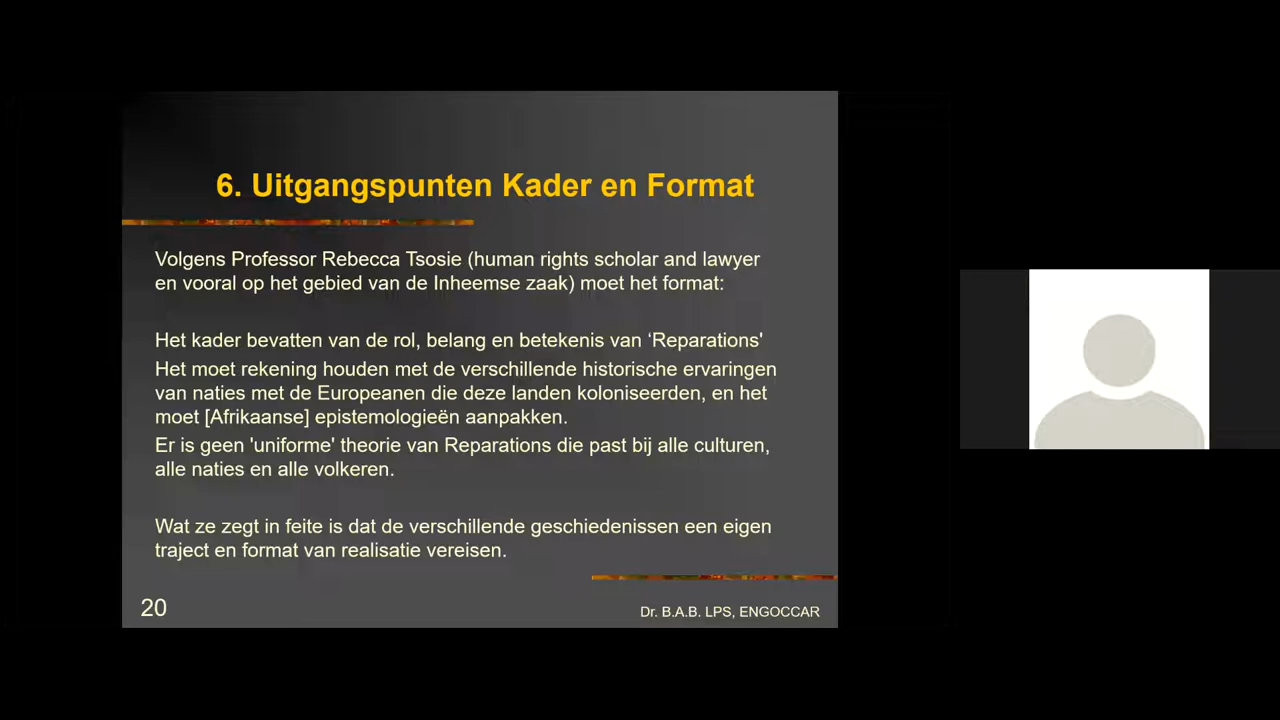 6. Uitgangspunten Kader en Format
Volgens Professor Rebecca Tsosie (human rights scholar and lawyer
en vooral op het gebied van de Inheemse zaak) moet het format:
Het kader bevatten van de rol, belang en betekenis van ‘Reparations'
Het moet rekening houden met de verschillende historische ervaringen
van naties met de Europeanen die deze landen koloniseerden, en het
moet [Afrikaanse] epistemologieën aanpakken.
Er is geen 'uniforme' theorie van Reparations die past bij alle culturen,
alle naties en alle volkeren.
Wat ze zegt in feite is dat de verschillende geschiedenissen een eigen
traject en format van realisatie vereisen.
20
Dr. B.A.B. LPS, ENGOCCAR